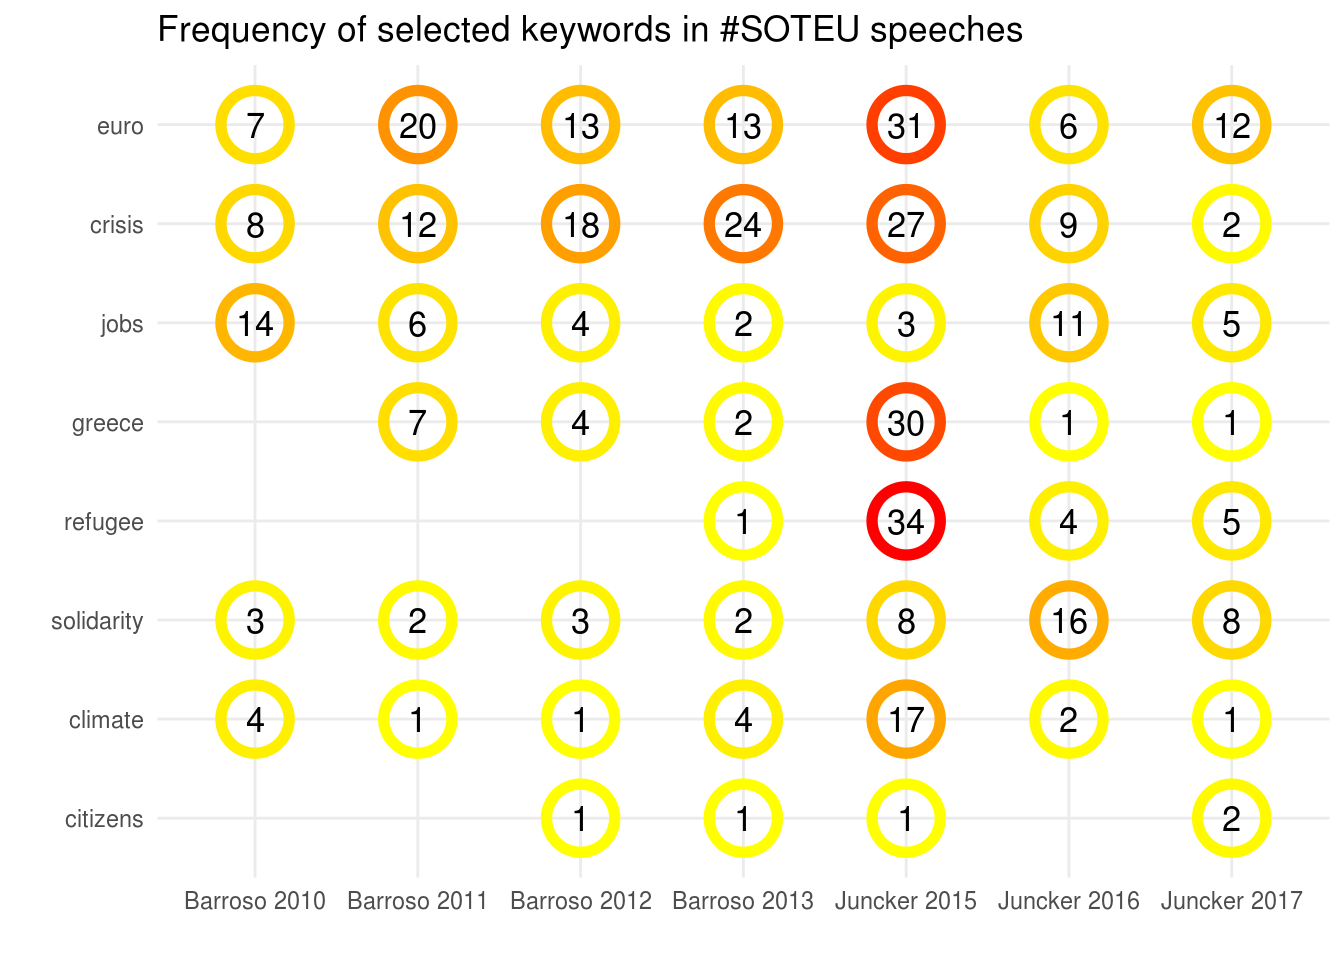 Frequency of selected keywords in #SOTEU speeches
euro 7 20 13 13 31 6 12
crisis 8 12 18 24 27 9 2
jobs 14 6 4 2 3 11 5
greece 7 4 2 30 1 1
refugee 1 34 4 5
solidarity 3 2 3 2 8 16 8
climate 4 1 1 4 17 2 1
citizens 1 1 1 2
Barroso 2010 Barroso 2011 Barroso 2012 Barroso 2013 Juncker 2015 Juncker 2016 Juncker 2017